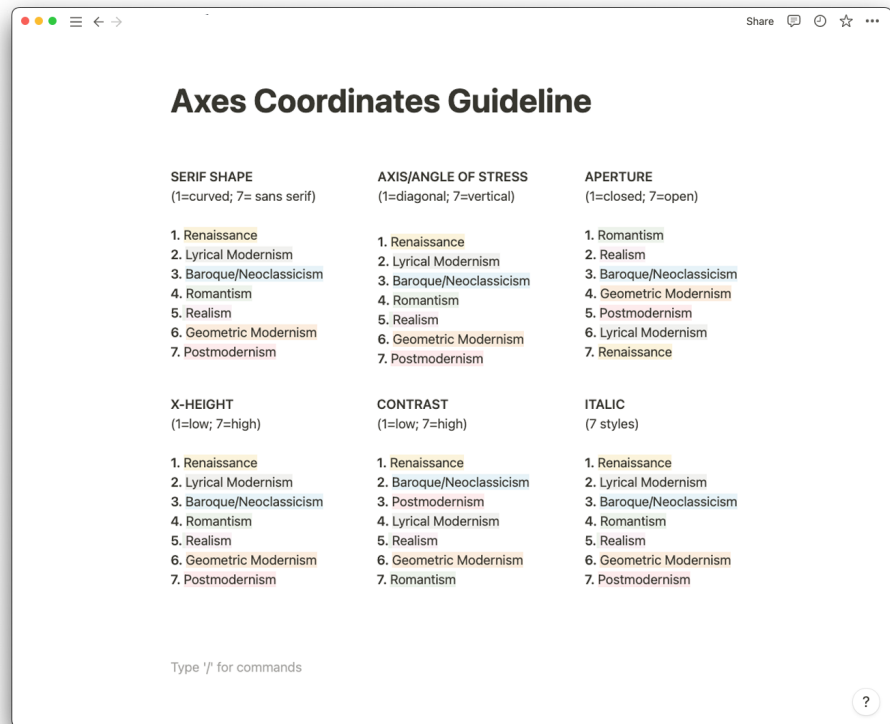 Share
Axes Coordinates Guideline
SERIF SHAPE
(1=curved; 7= sans serif)
1. Renaissance
2. Lyrical Modernism
3. Baroque/Neoclassicism
4. Romantism
5. Realism
6. Geometric Modernism
7. Postmodernism
AXIS/ANGLE OF STRESS
(1=diagonal; 7=vertical)
1. Renaissance
2. Lyrical Modernism
3. Baroque/Neoclassicism
4. Romantism
5. Realism
6. Geometric Modernism
7. Postmodernism
APERTURE
(1=closed; 7=open)
1. Romantism
2. Realism
3. Baroque/Neoclassicism
4. Geometric Modernism
5. Postmodernism
6. Lyrical Modernism
7. Renaissance
X-HEIGHT
(1=low; 7=high)
1. Renaissance
2. Lyrical Modernism
3. Baroque/Neoclassicism
4. Romantism
5. Realism
6. Geometric Modernism
7. Postmodernism
CONTRAST
(1=low; 7=high)
1. Renaissance
2. Baroque/Neoclassicism
3. Postmodernism
4. Lyrical Modernism
5. Realism
6. Geometric Modernism
7. Romantism
ITALIC
(7 styles)
1. Renaissance
2. Lyrical Modernism
3. Baroque/Neoclassicism
4. Romantism
5. Realism
6. Geometric Modernism
7. Postmodernism
Type '/' for commands
?